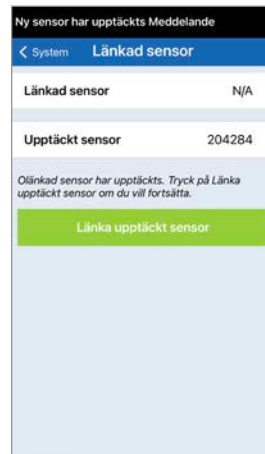 Ny sensor har upptäckts Meddelande
System Länkad sensor
Länkad sensor N/A
Upptäckt sensor 204284
Olänkad sensor har upptäckts. Tryck på Länka
upptäckt sensor om du vill fortsätta.
Länka upptäckt sensor